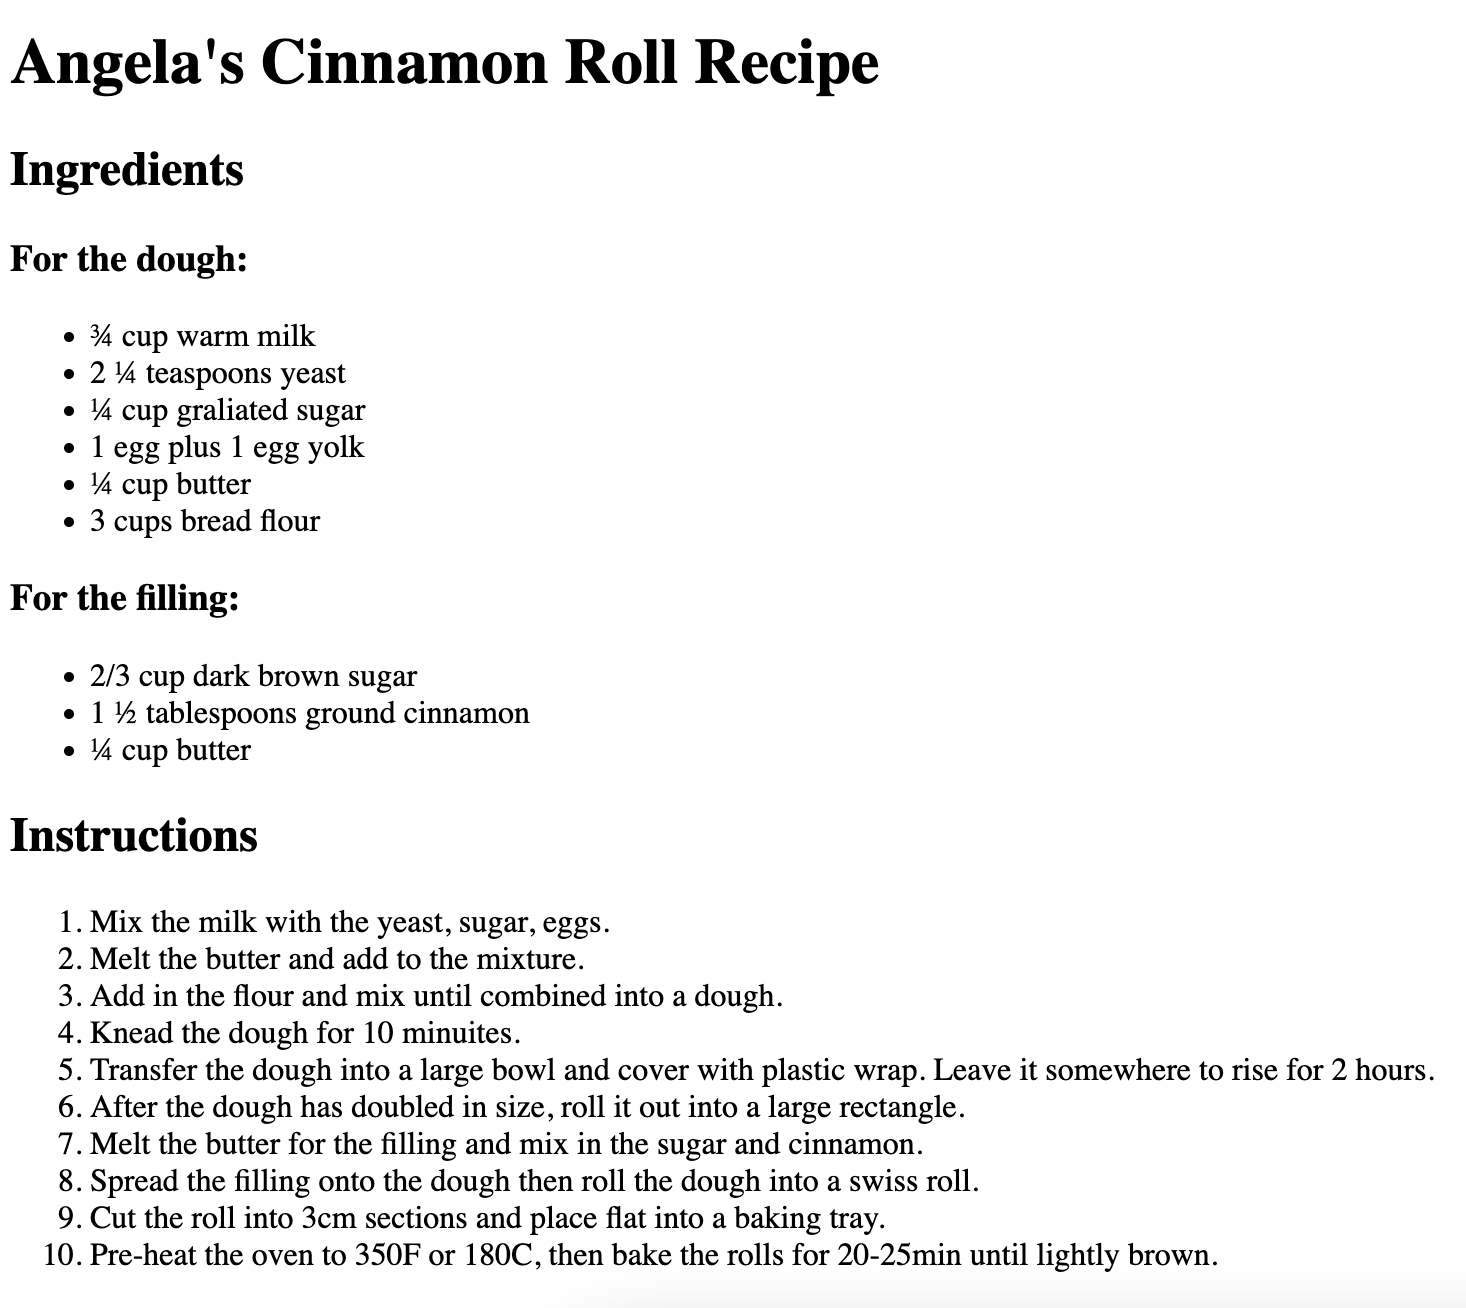 Angela's Cinnamon Roll Recipe
Ingredients
For the dough:
• ¾ cup warm milk
• 2 ¼ teaspoons yeast
• ¼ cup graliated sugar
• 1 egg plus 1 egg yolk
• ¼ cup butter
• 3 cups bread flour
For the filling:
• 2/3 cup dark brown sugar
• 1 ½ tablespoons ground cinnamon
• ¼ cup butter
Instructions
1. Mix the milk with the yeast, sugar, eggs.
2. Melt the butter and add to the mixture.
3. Add in the flour and mix until combined into a dough.
4. Knead the dough for 10 minuites.
5. Transfer the dough into a large bowl and cover with plastic wrap. Leave it somewhere to rise for 2 hours.
6. After the dough has doubled in size, roll it out into a large rectangle.
7. Melt the butter for the filling and mix in the sugar and cinnamon.
8. Spread the filling onto the dough then roll the dough into a swiss roll.
9. Cut the roll into 3cm sections and place flat into a baking tray.
10. Pre-heat the oven to 350F or 180C, then bake the rolls for 20-25min until lightly brown.